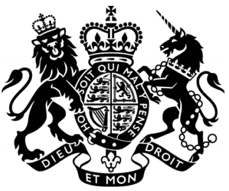 HONI SOIT QUI MAL Y PENSE
DIEU ET MON DROIT